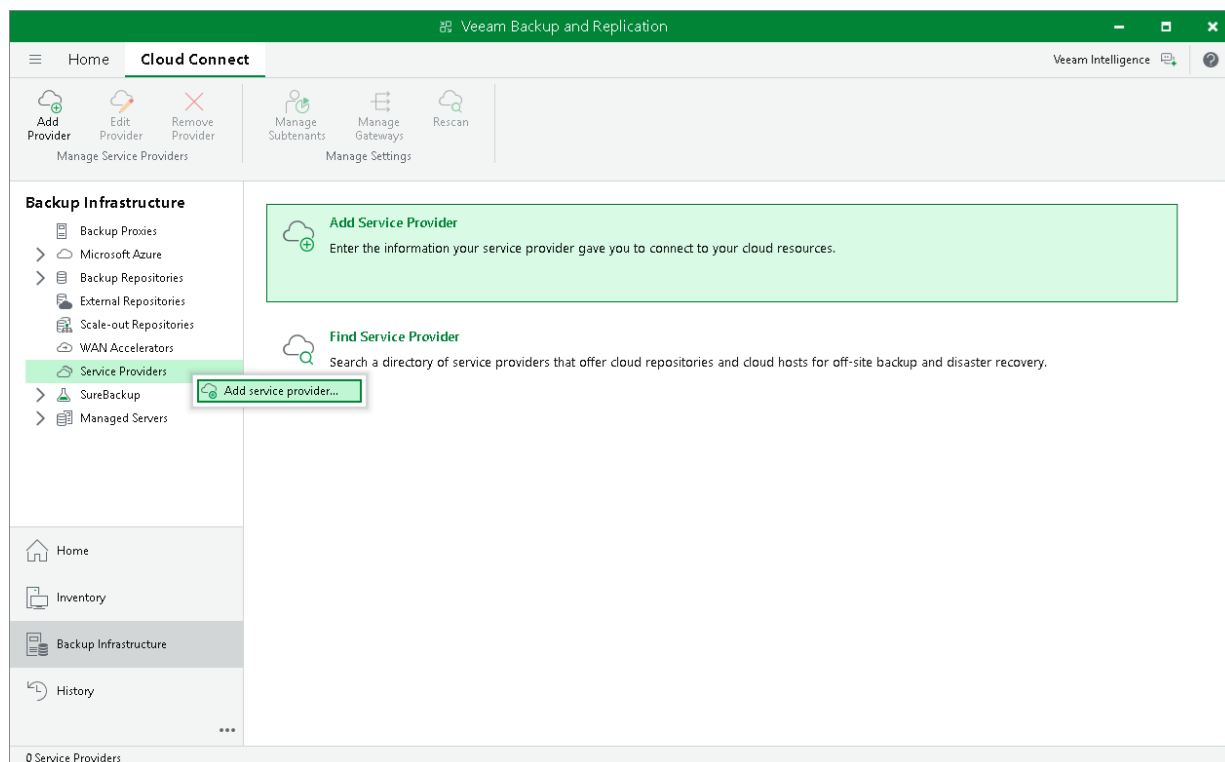 Veeam Backup and Replication
Home
Cloud Connect
Veeam Intelligence
Add Provider
Edit Provider
Remove Provider
Manage Service Providers
Manage Subtenants
Manage Gateways
Rescan
Manage Settings
Backup Infrastructure
Backup Proxies
Microsoft Azure
Backup Repositories
External Repositories
Scale-out Repositories
WAN Accelerators
Service Providers
SureBackup
Managed Servers
Add service provider...
Add Service Provider
Enter the information your service provider gave you to connect to your cloud resources.
Find Service Provider
Search a directory of service providers that offer cloud repositories and cloud hosts for off-site backup and disaster recovery.
Home
Inventory
Backup Infrastructure
History
0 Service Providers